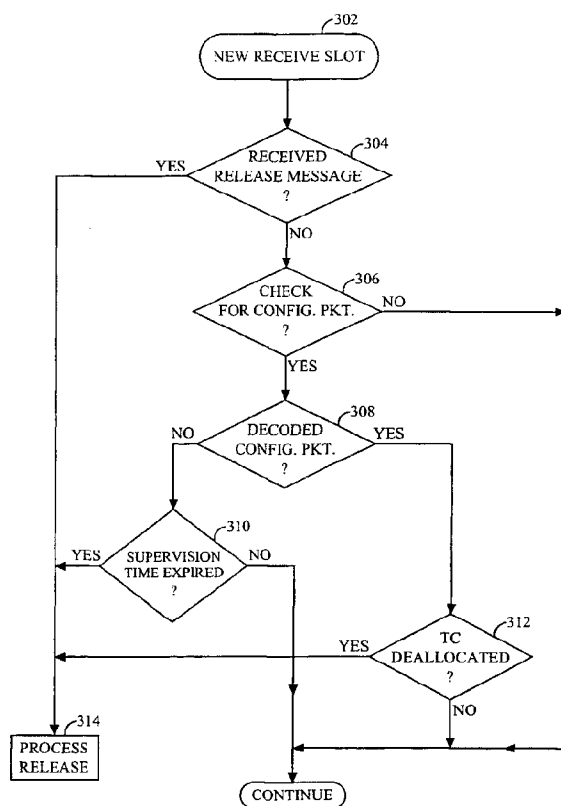 302
NEW RECEIVE SLOT
304
YES
RECEIVED
RELEASE MESSAGE
?
NO
306
CHECK
FOR CONFIG. PKT.
?
NO
YES
308
NO
DECODED
CONFIG. PKT.
?
YES
310
YES
SUPERVISION
TIME EXPIRED
?
NO
312
YES
TC
DEALLOCATED
?
NO
314
PROCESS
RELEASE
CONTINUE